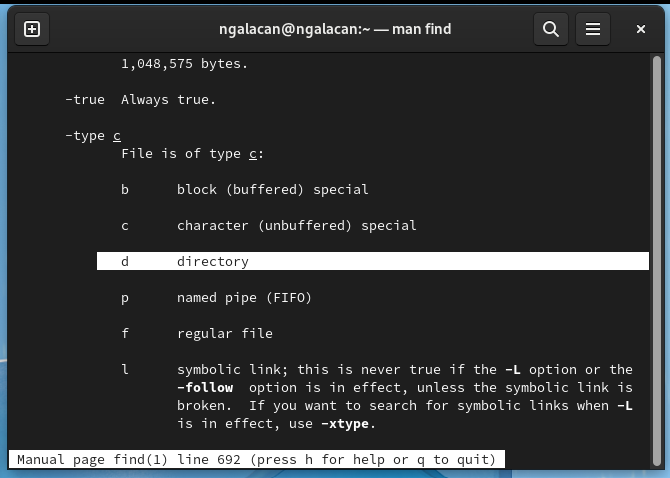 ngalacan@ngalacan:~ — man find
1,048,575 bytes.
-true  Always true.
-type c
File is of type c:
b      block (buffered) special
c      character (unbuffered) special
d      directory
p      named pipe (FIFO)
f      regular file
l      symbolic link; this is never true if the -L option or the
-follow  option is in effect, unless the symbolic link is
broken.  If you want to search for symbolic links when -L
is in effect, use -xtype.
Manual page find(1) line 692 (press h for help or q to quit)